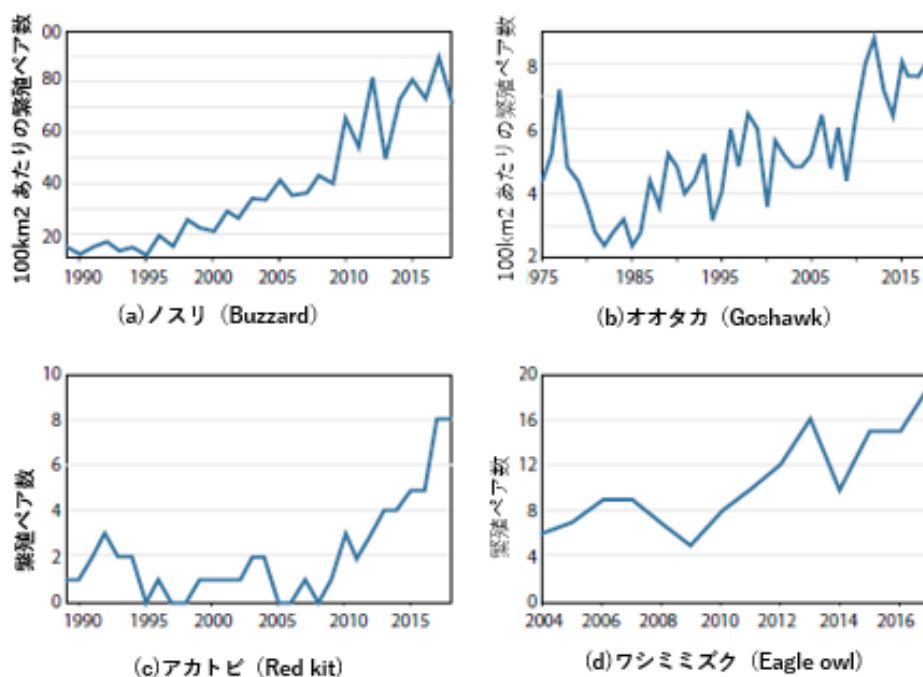 100km2 あたりの繁殖ペア数
00
80
60
40
20
1990 1995 2000 2005 2010 2015
(a)ノスリ（Buzzard）
100km2 あたりの繁殖ペア数
8
6
4
2
975 1985 1995 2005 2015
(b)オオタカ（Goshawk）
繁殖ペア数
10
8
6
4
2
0
1990 1995 2000 2005 2010 2015
(c)アカトビ（Red kit)
繁殖ペア数
20
16
12
8
4
0
2004 2006 2008 2010 2012 2014 2016
(d)ワシミミズク（Eagle owl)